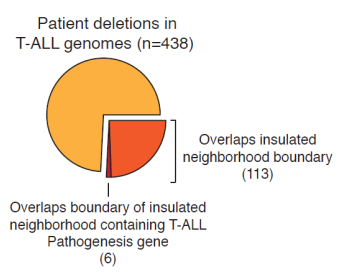 Patient deletions in
T-ALL genomes (n=438)
Overlaps insulated
neighborhood boundary
(113)
Overlaps boundary of insulated
neighborhood containing T-ALL
Pathogenesis gene
(6)